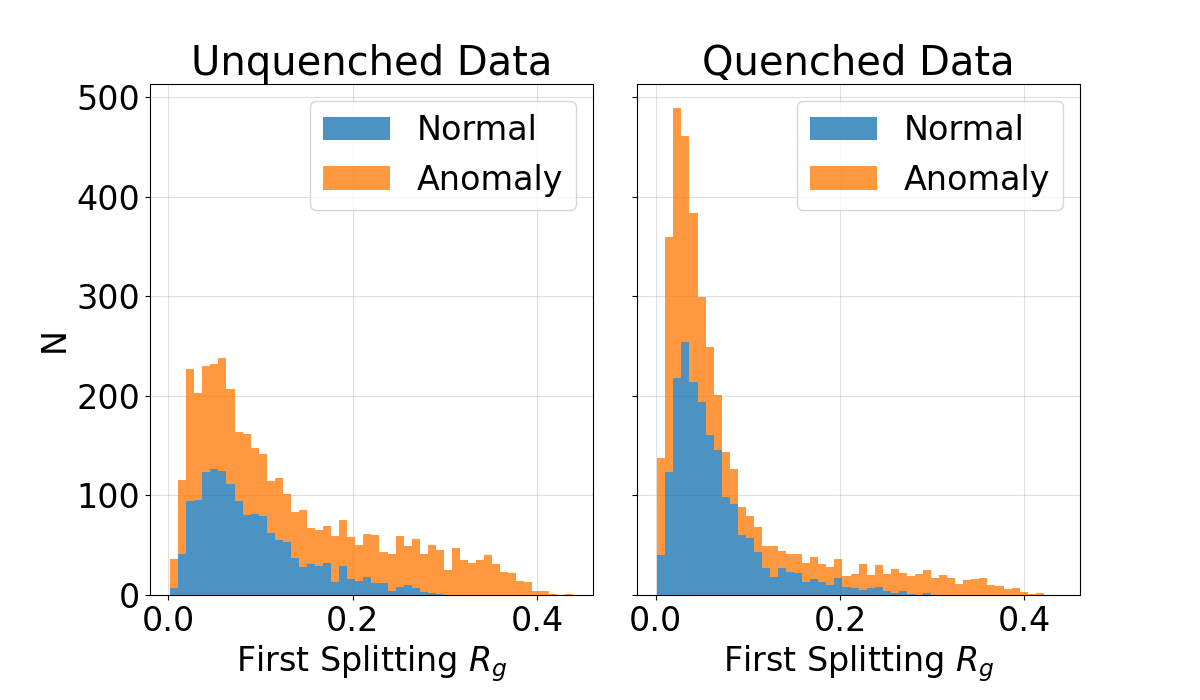 Unquenched Data
Quenched Data
N
500
400
300
200
100
0
Normal
Anomaly
Normal
Anomaly
0.0 0.2 0.4
0.0 0.2 0.4
First Splitting R_g
First Splitting R_g